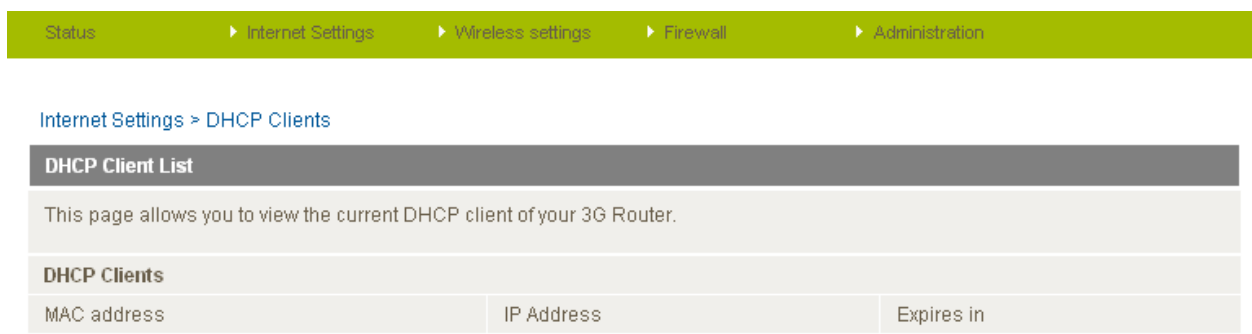 Status Internet Settings Wireless settings Firewall Administration
Internet Settings > DHCP Clients
DHCP Client List
This page allows you to view the current DHCP client of your 3G Router.
DHCP Clients
MAC address IP Address Expires in